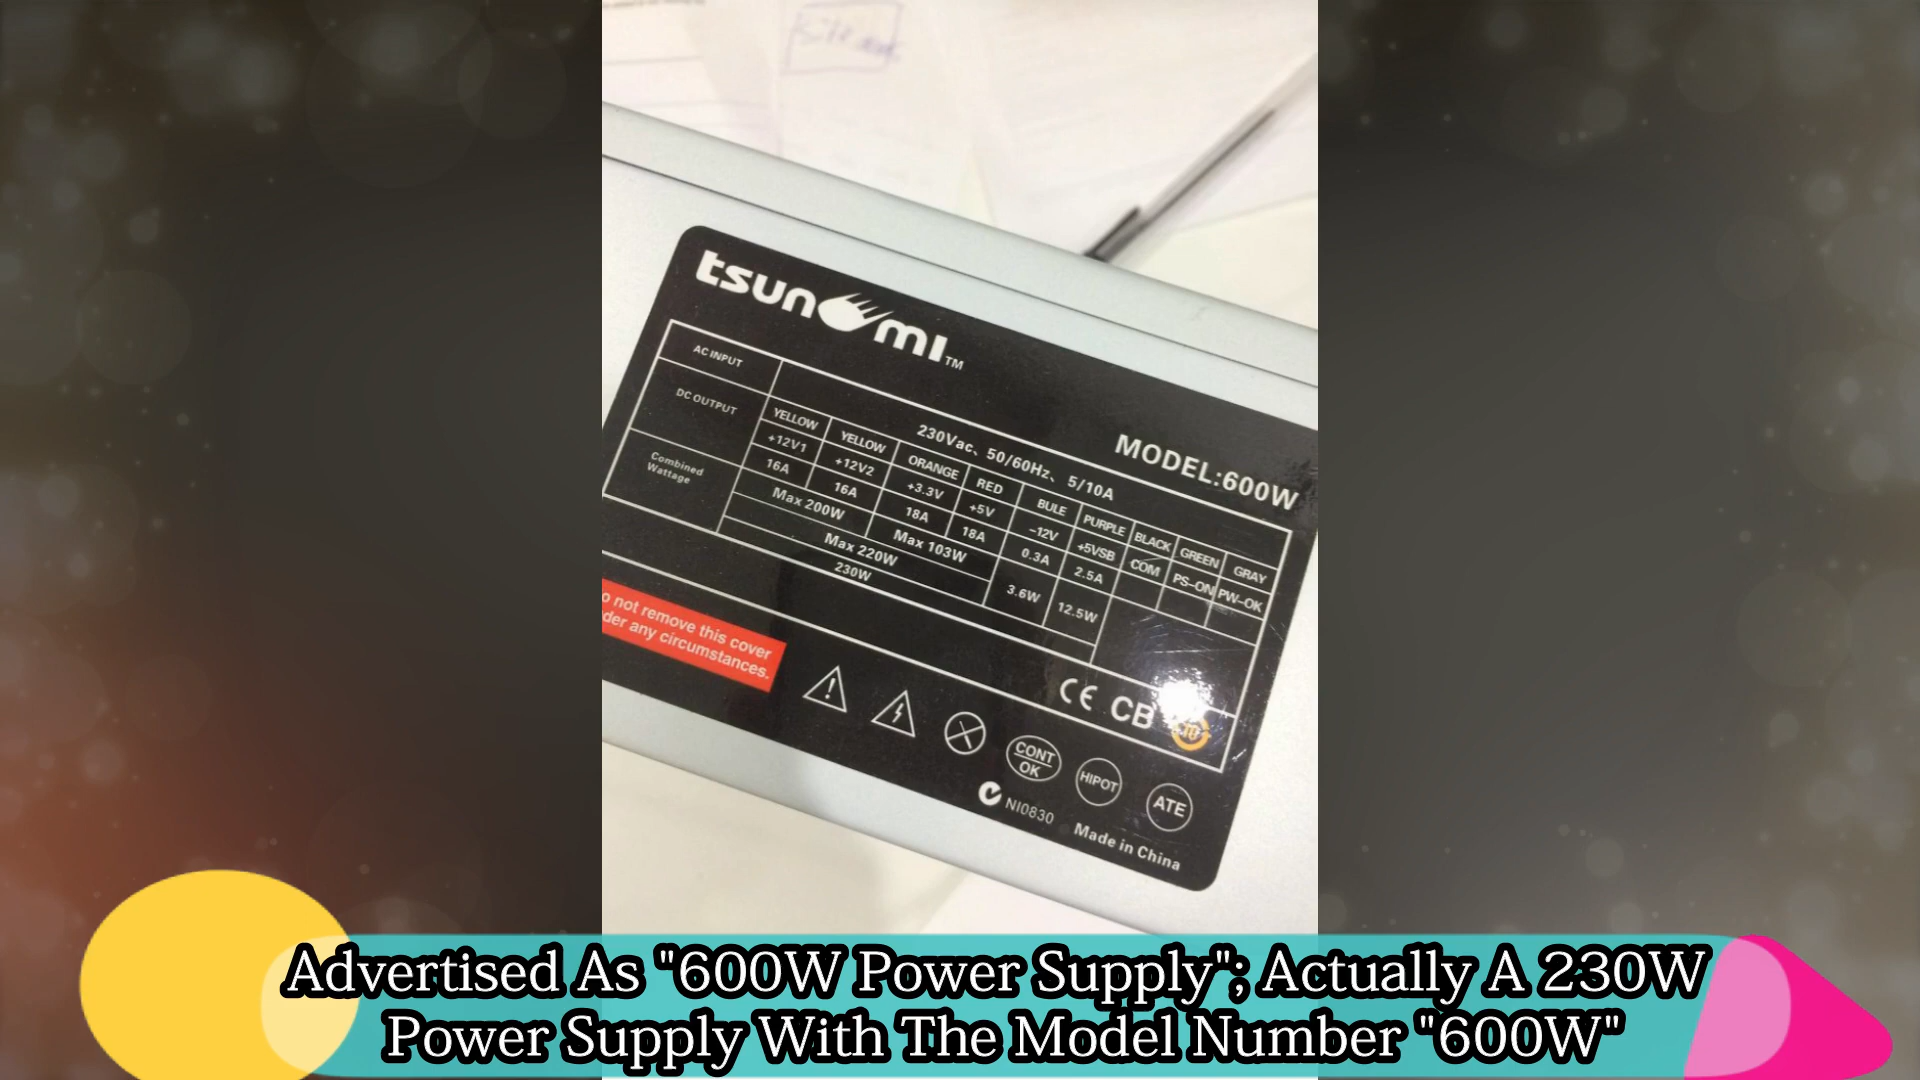 tsunami™
MODEL:600W
AC INPUT
230Vac、50/60Hz、5/10A
DC OUTPUT
YELLOW YELLOW ORANGE RED BULE PURPLE BLACK GREEN GRAY
+12V1 +12V2 +3.3V +5V -12V +5VSB COM PS-ON PW-OK
16A 16A 18A 18A 0.3A 2.5A
Combined
Wattage
Max 200W Max 103W 3.6W 12.5W
Max 220W
230W
o not remove this cover
der any circumstances.
CE CB 10
CONT
OK
HIPOT
ATE
NI0830
Made in China
Advertised As "600W Power Supply"; Actually A 230W
Power Supply With The Model Number "600W"